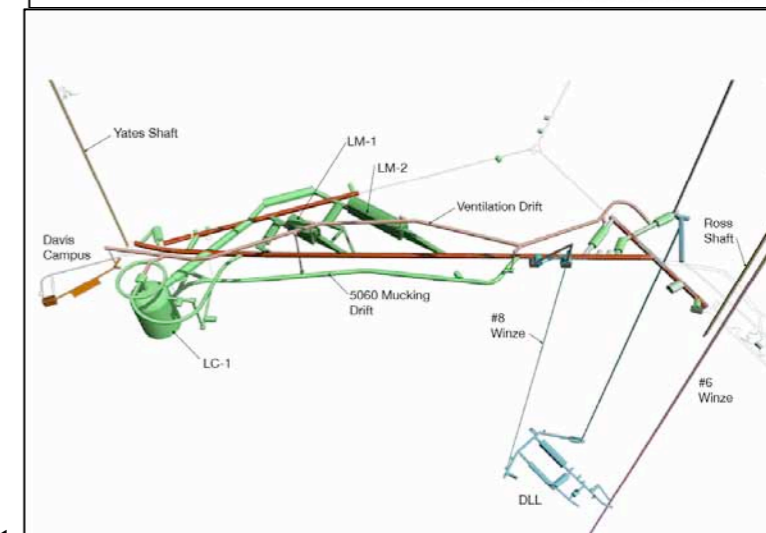 Yates Shaft
LM-1
LM-2
Ventilation Drift
Davis
Campus
Ross
Shaft
5060 Mucking
Drift
#8
Winze
LC-1
#6
Winze
DLL